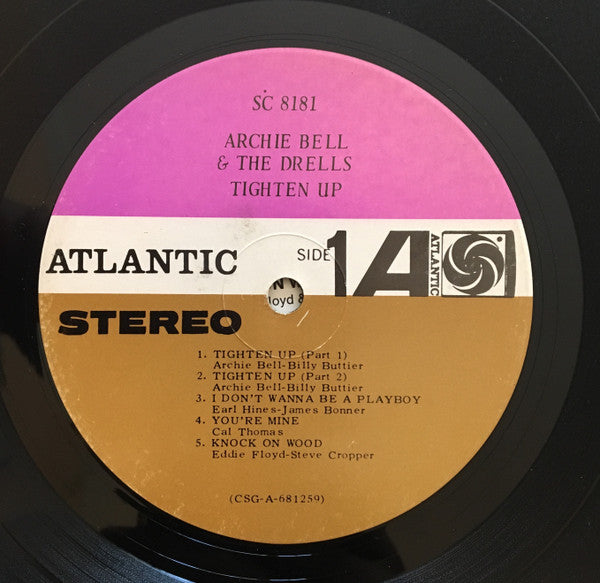 SC 8181
ARCHIE BELL
& THE DRELLS
TIGHTEN UP
ATLANTIC
SIDE 1
A
ATLANTIC
loyd &
STEREO
1. TIGHTEN UP (Part 1)
Archie Bell-Billy Buttier
2. TIGHTEN UP (Part 2)
Archie Bell-Billy Buttier
3. I DON'T WANNA BE A PLAYBOY
Earl Hines-James Bonner
4. YOU'RE MINE
Cal Thomas
5. KNOCK ON WOOD
Eddie Floyd-Steve Cropper
(CSG-A-681259)